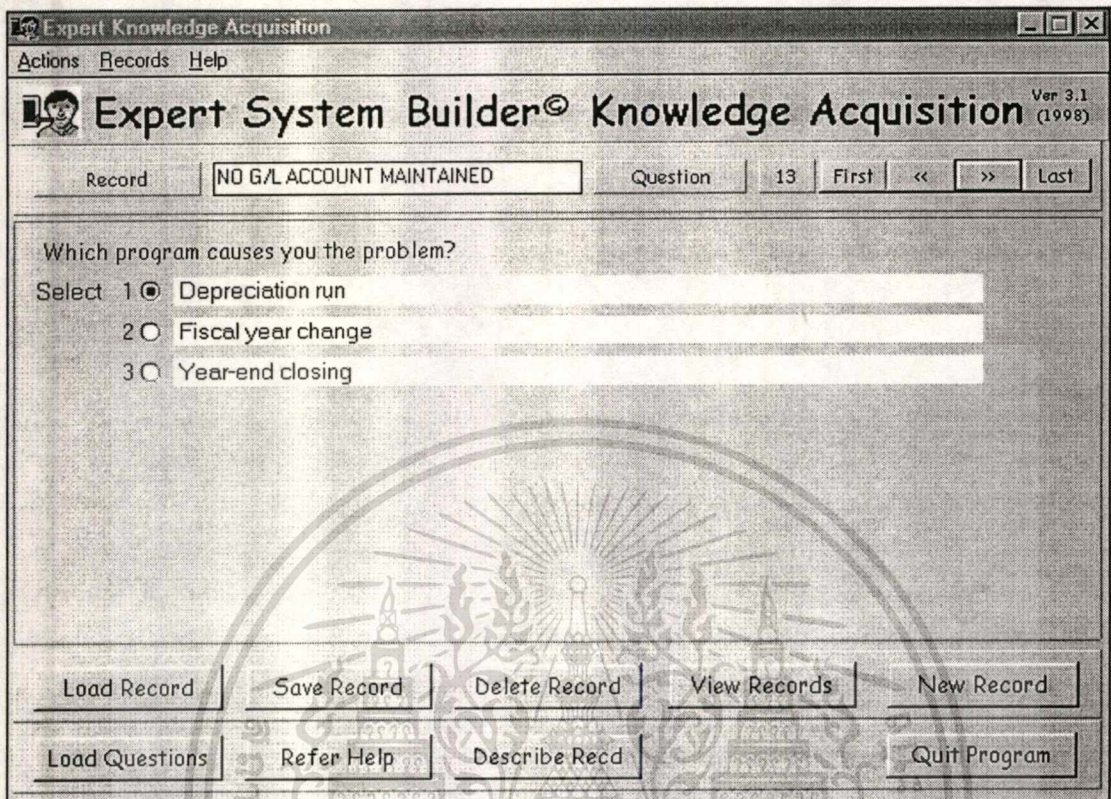 Expert Knowledge Acquisition
Actions Records Help
Expert System Builder© Knowledge Acquisition Ver 3.1 (1998)
Record NO G/L ACCOUNT MAINTAINED Question 13 First << >> Last
Which program causes you the problem?
Select 1 Depreciation run
2 Fiscal year change
3 Year-end closing
Load Record Save Record Delete Record View Records New Record
Load Questions Refer Help Describe Recd Quit Program